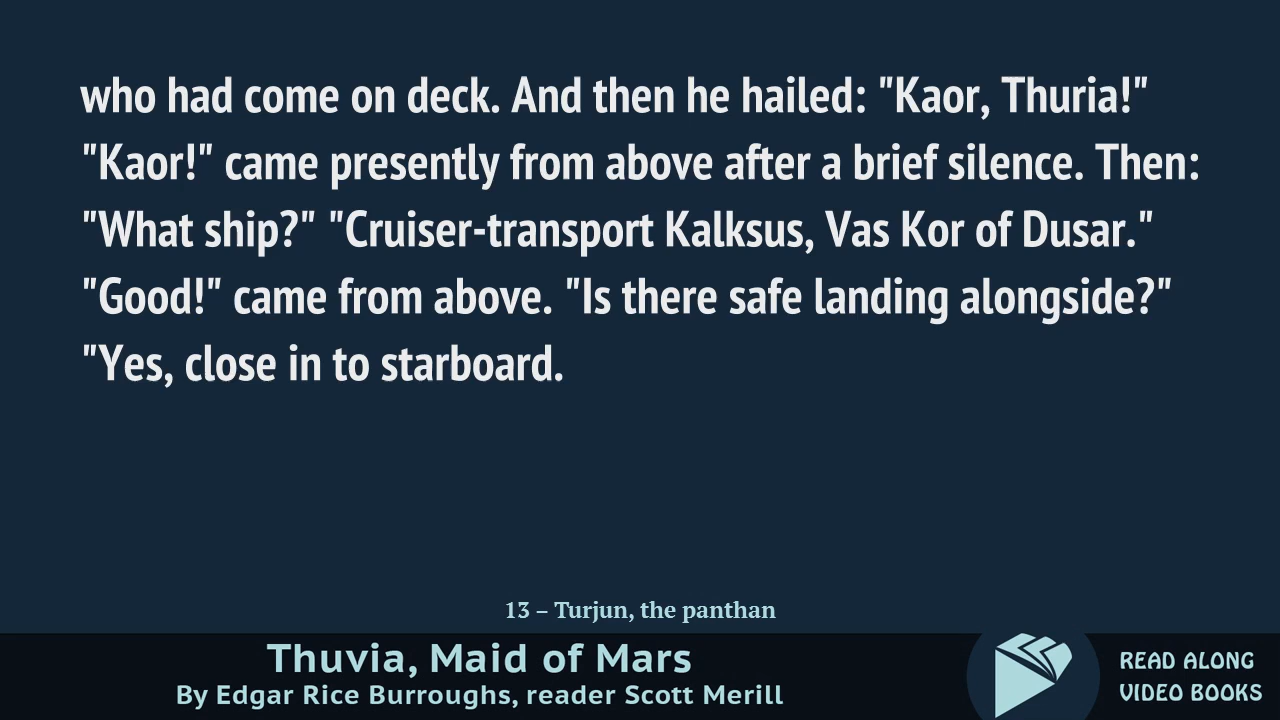 who had come on deck. And then he hailed: "Kaor, Thuria!"
"Kaor!" came presently from above after a brief silence. Then:
"What ship?" "Cruiser-transport Kalksus, Vas Kor of Dusar."
"Good!" came from above. "Is there safe landing alongside?"
"Yes, close in to starboard.
13 – Turjun, the panthan
Thuvia, Maid of Mars
By Edgar Rice Burroughs, reader Scott Merill
READ ALONG
VIDEO BOOKS